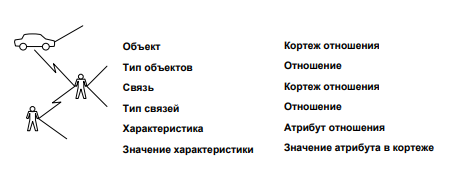 Объект Кортеж отношения
Тип объектов Отношение
Связь Кортеж отношения
Тип связей Отношение
Характеристика Атрибут отношения
Значение характеристики Значение атрибута в кортеже